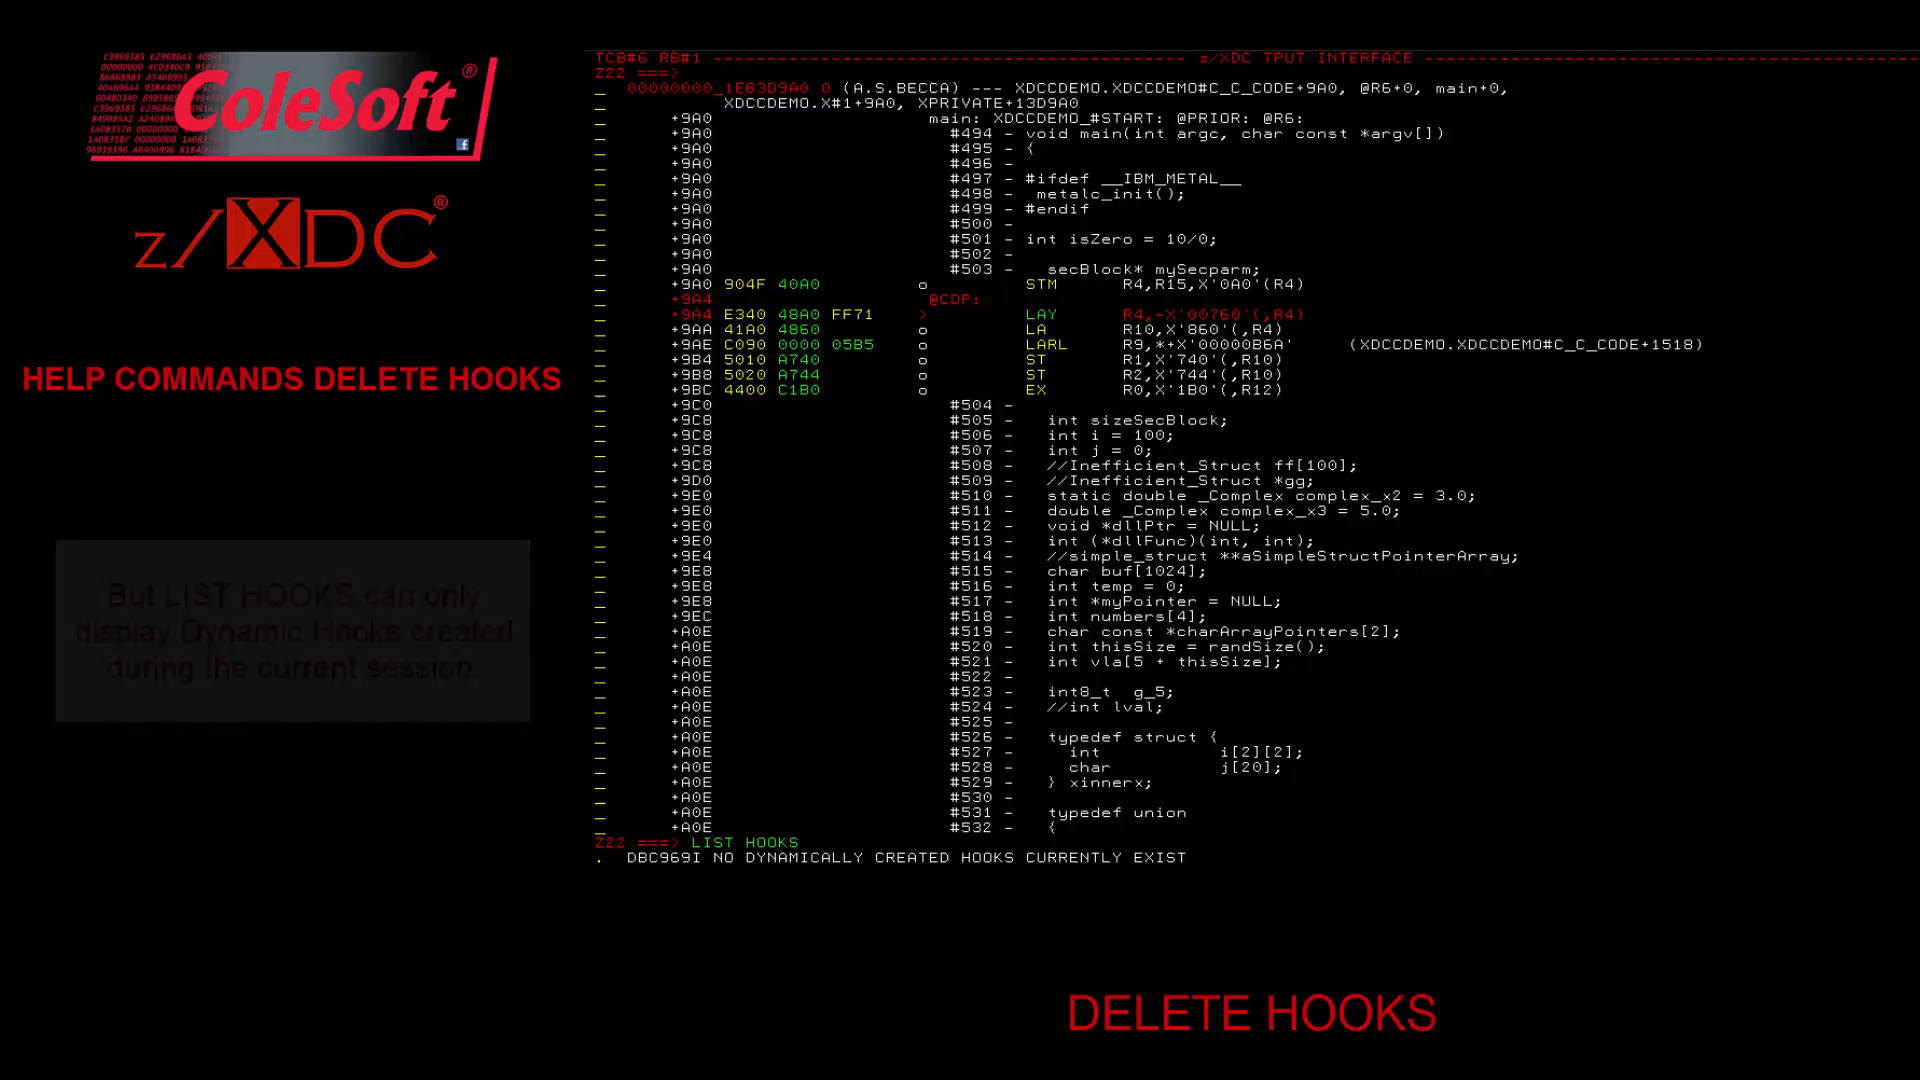 ColeSoft®
z/XDC®
HELP COMMANDS DELETE HOOKS
But LIST HOOKS can only
display Dynamic Hooks created
during the current session
TCB#6 RB#1 -------------------------------------------- z/XDC TPUT INTERFACE ----------------------------------------------
Z22 ===>
_ 00000000_1EB3D9A0 0 (A.S.BECCA) --- XDCCDEMO.XDCCDEMO#C_C_CODE+9A0, @R6+0, main+0,
_ XDCCDEMO.X#1+9A0, XPRIVATE+13D9A0
_ +9A0 main: XDCCDEMO_#START: @PRIOR: @R6:
_ +9A0 #494 - void main(int argc, char const *argv[])
_ +9A0 #495 - {
_ +9A0 #496 -
_ +9A0 #497 - #ifdef __IBM_METAL__
_ +9A0 #498 - metalc_init();
_ +9A0 #499 - #endif
_ +9A0 #500 -
_ +9A0 #501 - int isZero = 10/0;
_ +9A0 #502 -
_ +9A0 #503 - secBlock* mySecparm;
_ +9A0 904F 40A0 o STM R4,R15,X'0A0'(R4)
_ +9A4 @CDP:
_ +9A4 E340 48A0 FF71 > LAY R4,-X'00760'(,R4)
_ +9AA 41A0 4860 o LA R10,X'860'(,R4)
_ +9AE C090 0000 05B5 o LARL R9,*+X'00000B6A' (XDCCDEMO.XDCCDEMO#C_C_CODE+1518)
_ +9B4 5010 A740 o ST R1,X'740'(,R10)
_ +9B8 5020 A744 o ST R2,X'744'(,R10)
_ +9BC 4400 C1B0 o EX R0,X'1B0'(,R12)
_ +9C0 #504 -
_ +9C8 #505 - int sizeSecBlock;
_ +9C8 #506 - int i = 100;
_ +9C8 #507 - int j = 0;
_ +9C8 #508 - //Inefficient_Struct ff[100];
_ +9D0 #509 - //Inefficient_Struct *gg;
_ +9E0 #510 - static double _Complex complex_x2 = 3.0;
_ +9E0 #511 - double _Complex complex_x3 = 5.0;
_ +9E0 #512 - void *dllPtr = NULL;
_ +9E0 #513 - int (*dllFunc)(int, int);
_ +9E4 #514 - //simple_struct **aSimpleStructPointerArray;
_ +9E8 #515 - char buf[1024];
_ +9E8 #516 - int temp = 0;
_ +9E8 #517 - int *myPointer = NULL;
_ +9EC #518 - int numbers[4];
_ +A0E #519 - char const *charArrayPointers[2];
_ +A0E #520 - int thisSize = randSize();
_ +A0E #521 - int vla[5 + thisSize];
_ +A0E #522 -
_ +A0E #523 - int8_t g_5;
_ +A0E #524 - //int lval;
_ +A0E #525 -
_ +A0E #526 - typedef struct {
_ +A0E #527 - int i[2][2];
_ +A0E #528 - char j[20];
_ +A0E #529 - } xinnerx;
_ +A0E #530 -
_ +A0E #531 - typedef union
_ +A0E #532 - {
Z22 ===> LIST HOOKS
. DBC969I NO DYNAMICALLY CREATED HOOKS CURRENTLY EXIST
DELETE HOOKS